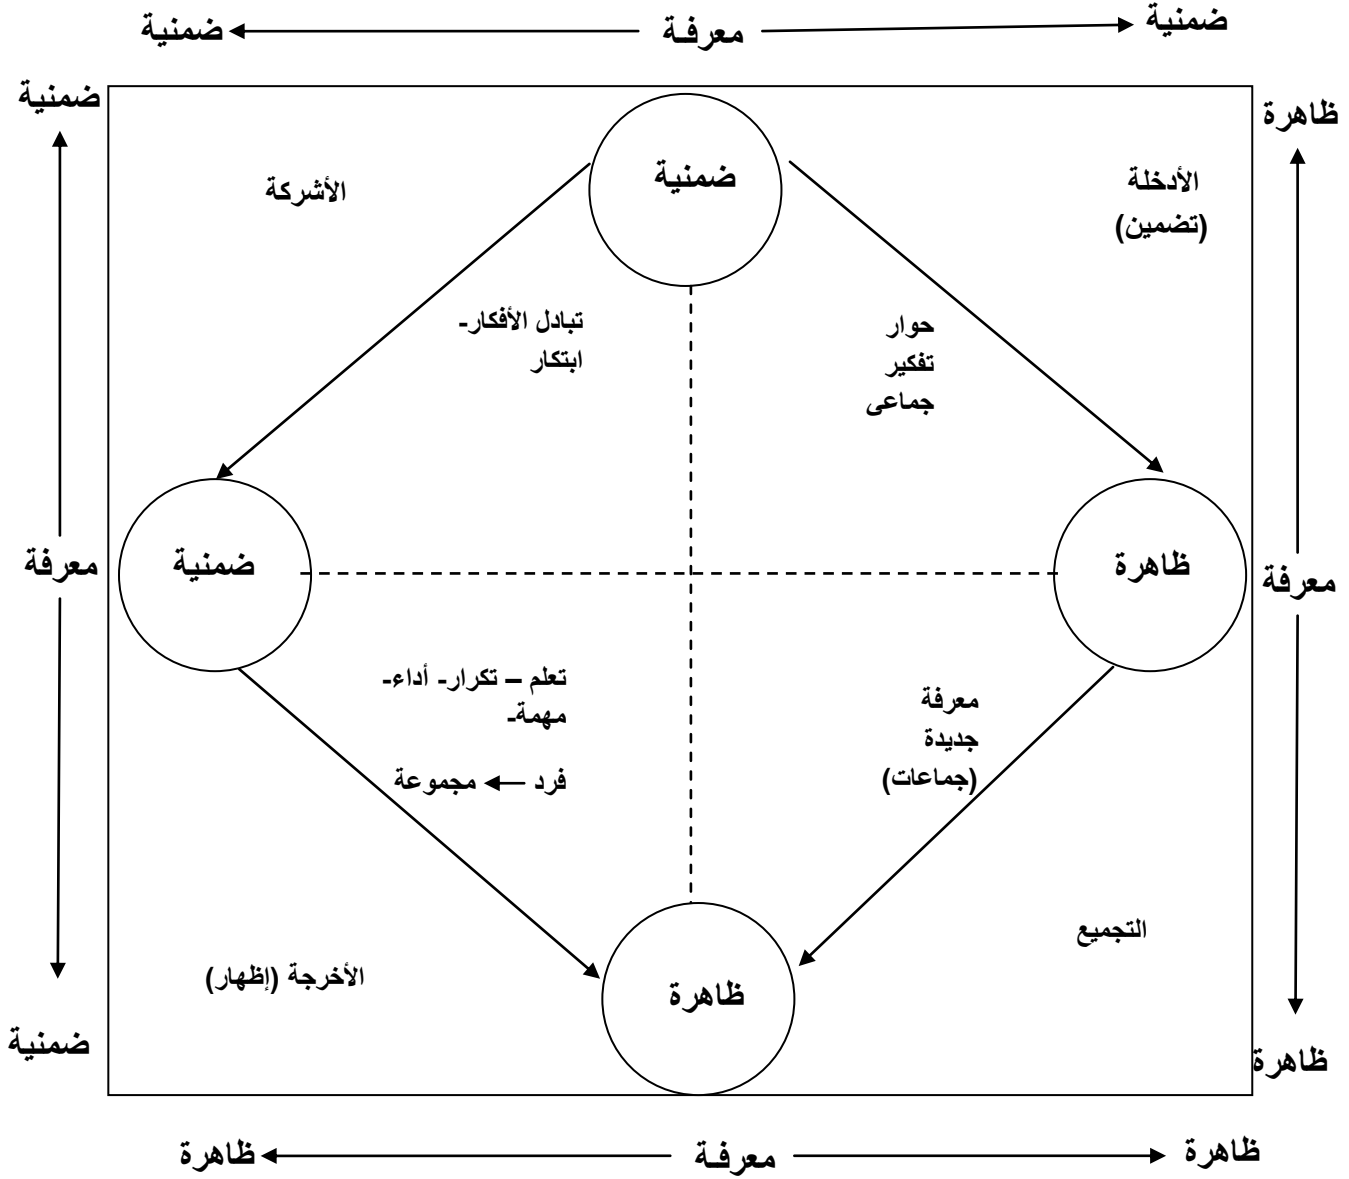 ضمنية معرفة ضمنية
ظاهرة
ضمنية
ضمنية
الأدخلة
(تضمين)
الأشركة
حوار
تفكير
جماعى
تبادل الأفكار-
ابتكار
معرفة
ظاهرة
ضمنية
معرفة
معرفة
جديدة
(جماعات)
تعلم – تكرار- أداء-
مهمة-
فرد ← مجموعة
التجميع
الأخرجة (إظهار)
ظاهرة
ظاهرة
ضمنية
ظاهرة معرفة ظاهرة